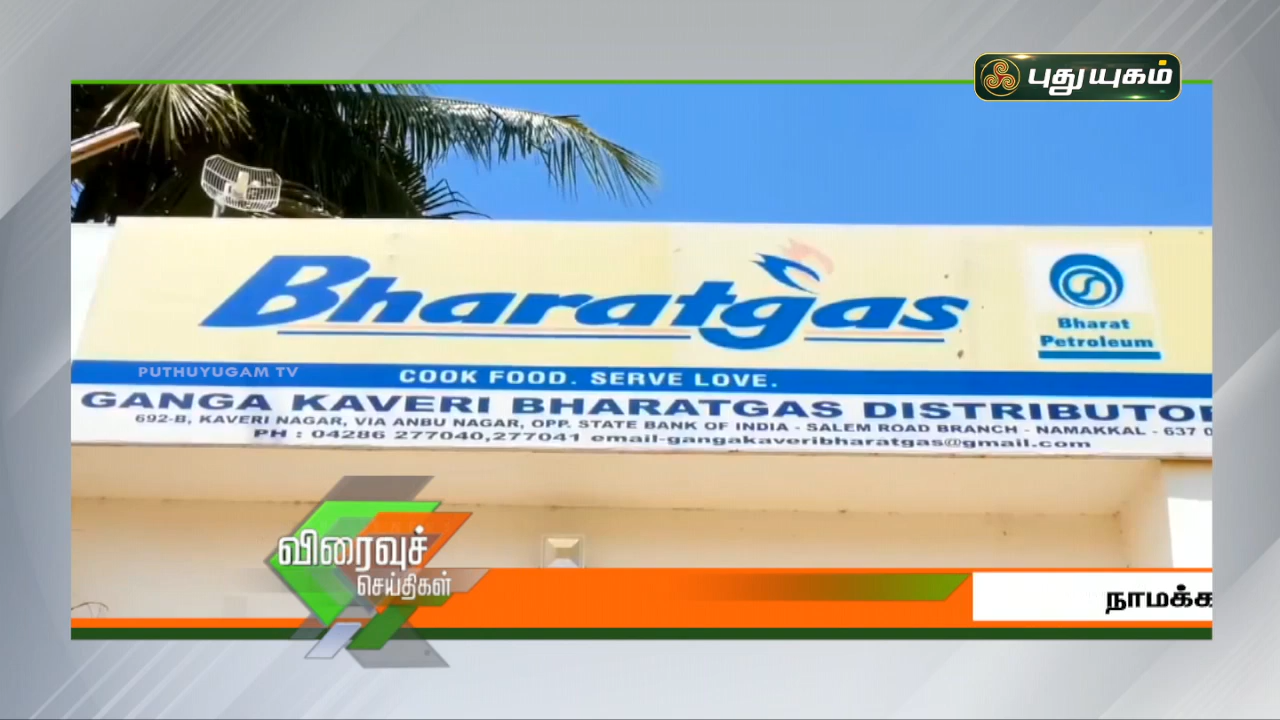 புதுயுகம்
Bharatgas
Bharat
Petroleum
PUTHUYUGAM TV
COOK FOOD. SERVE LOVE.
GANGA KAVERI BHARATGAS DISTRIBUTO
692-B, KAVERI NAGAR, VIA ANBU NAGAR, OPP. STATE BANK OF INDIA - SALEM ROAD BRANCH - NAMAKKAL - 637 0
PH : 04286 277040,277041 email-gangakaveribharatgas@gmail.com
விரைவுச்
செய்திகள்
நாமக்க